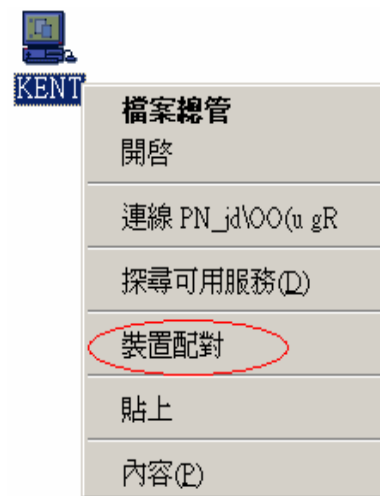 KENT
檔案總管
開啓
連線 PN_jd\OO(u gR
探尋可用服務(D)
裝置配對
貼上
內容(P)